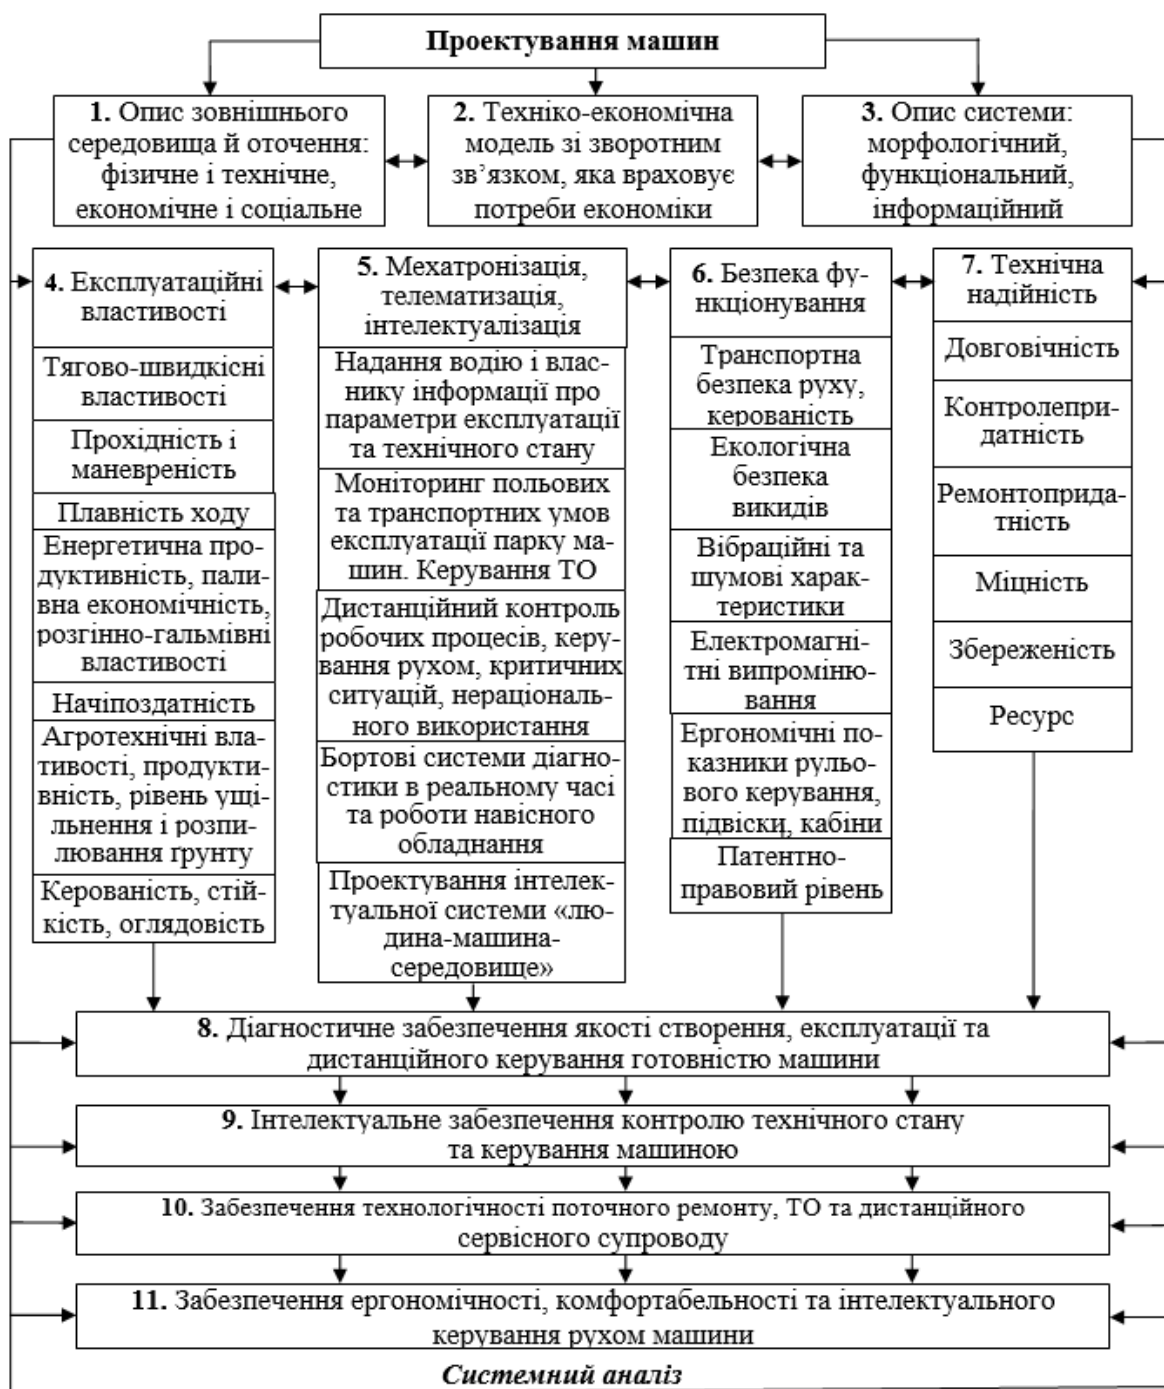 Проектування машин
1. Опис зовнішнього
середовища й оточення:
фізичне і технічне,
економічне і соціальне
2. Техніко-економічна
модель зі зворотним
зв’язком, яка враховує
потреби економіки
3. Опис системи:
морфологічний,
функціональний,
інформаційний
4. Експлуатаційні
властивості
Тягово-швидкісні
властивості
Прохідність і
маневреність
Плавність ходу
Енергетична про-
дуктивність, пали-
вна економічність,
розгінно-гальмівні
властивості
Начіпоздатність
Агротехнічні вла-
тивості, продукти-
вність, рівень ущі-
льнення і розпи-
лювання ґрунту
Керованість, стій-
кість, оглядовість
5. Мехатронізація,
телематизація,
інтелектуалізація
Надання водію і влас-
нику інформації про
параметри експлуатації
та технічного стану
Моніторинг польових
та транспортних умов
експлуатації парку ма-
шин. Керування ТО
Дистанційний контроль
робочих процесів, керу-
вання рухом, критичних
ситуацій, нераціональ-
ного використання
Бортові системи діагно-
стики в реальному часі
та роботи навісного
обладнання
Проектування інтелек-
туальної системи «лю-
дина-машина-
середовище»
6. Безпека фу-
нкціонування
Транспортна
безпека руху,
керованість
Екологічна
безпека
викидів
Вібраційні та
шумові харак-
теристики
Електромагні-
тні випроміню-
вання
Ергономічні по-
казники рульо-
вого керування,
підвіски, кабіни
Патентно-
правовий рівень
7. Технічна
надійність
Довговічність
Контролепри-
датність
Ремонтоприда-
тність
Міцність
Збереженість
Ресурс
8. Діагностичне забезпечення якості створення, експлуатації та
дистанційного керування готовністю машини
9. Інтелектуальне забезпечення контролю технічного стану
та керування машиною
10. Забезпечення технологічності поточного ремонту, ТО та дистанційного
сервісного супроводу
11. Забезпечення ергономічності, комфортабельності та інтелектуального
керування рухом машини
Системний аналіз